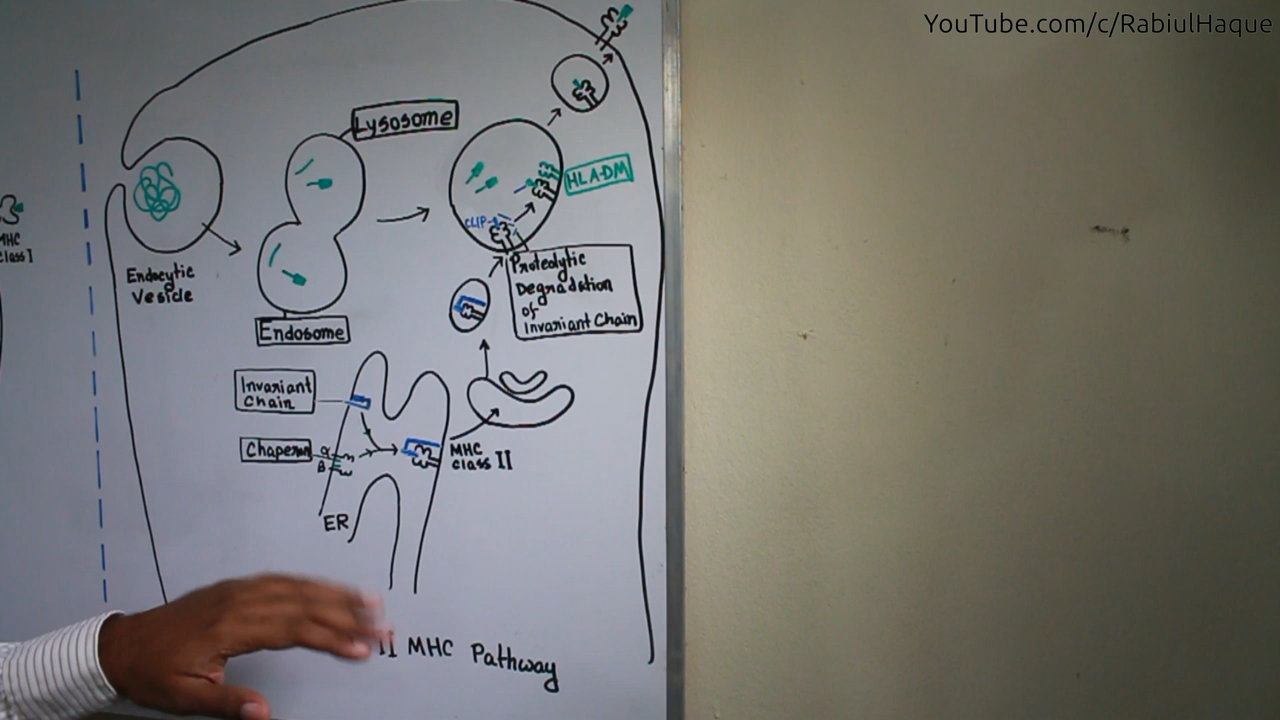 YouTube.com/c/RabiulHaque
Lysosome
HLA-DM
CLIP
MHC
class I
Endocytic
Vesicle
Proteolytic
Degradation
of
Invariant Chain
Endosome
Invariant
Chain
Chaperon
α
β
MHC
class II
ER
II MHC Pathway